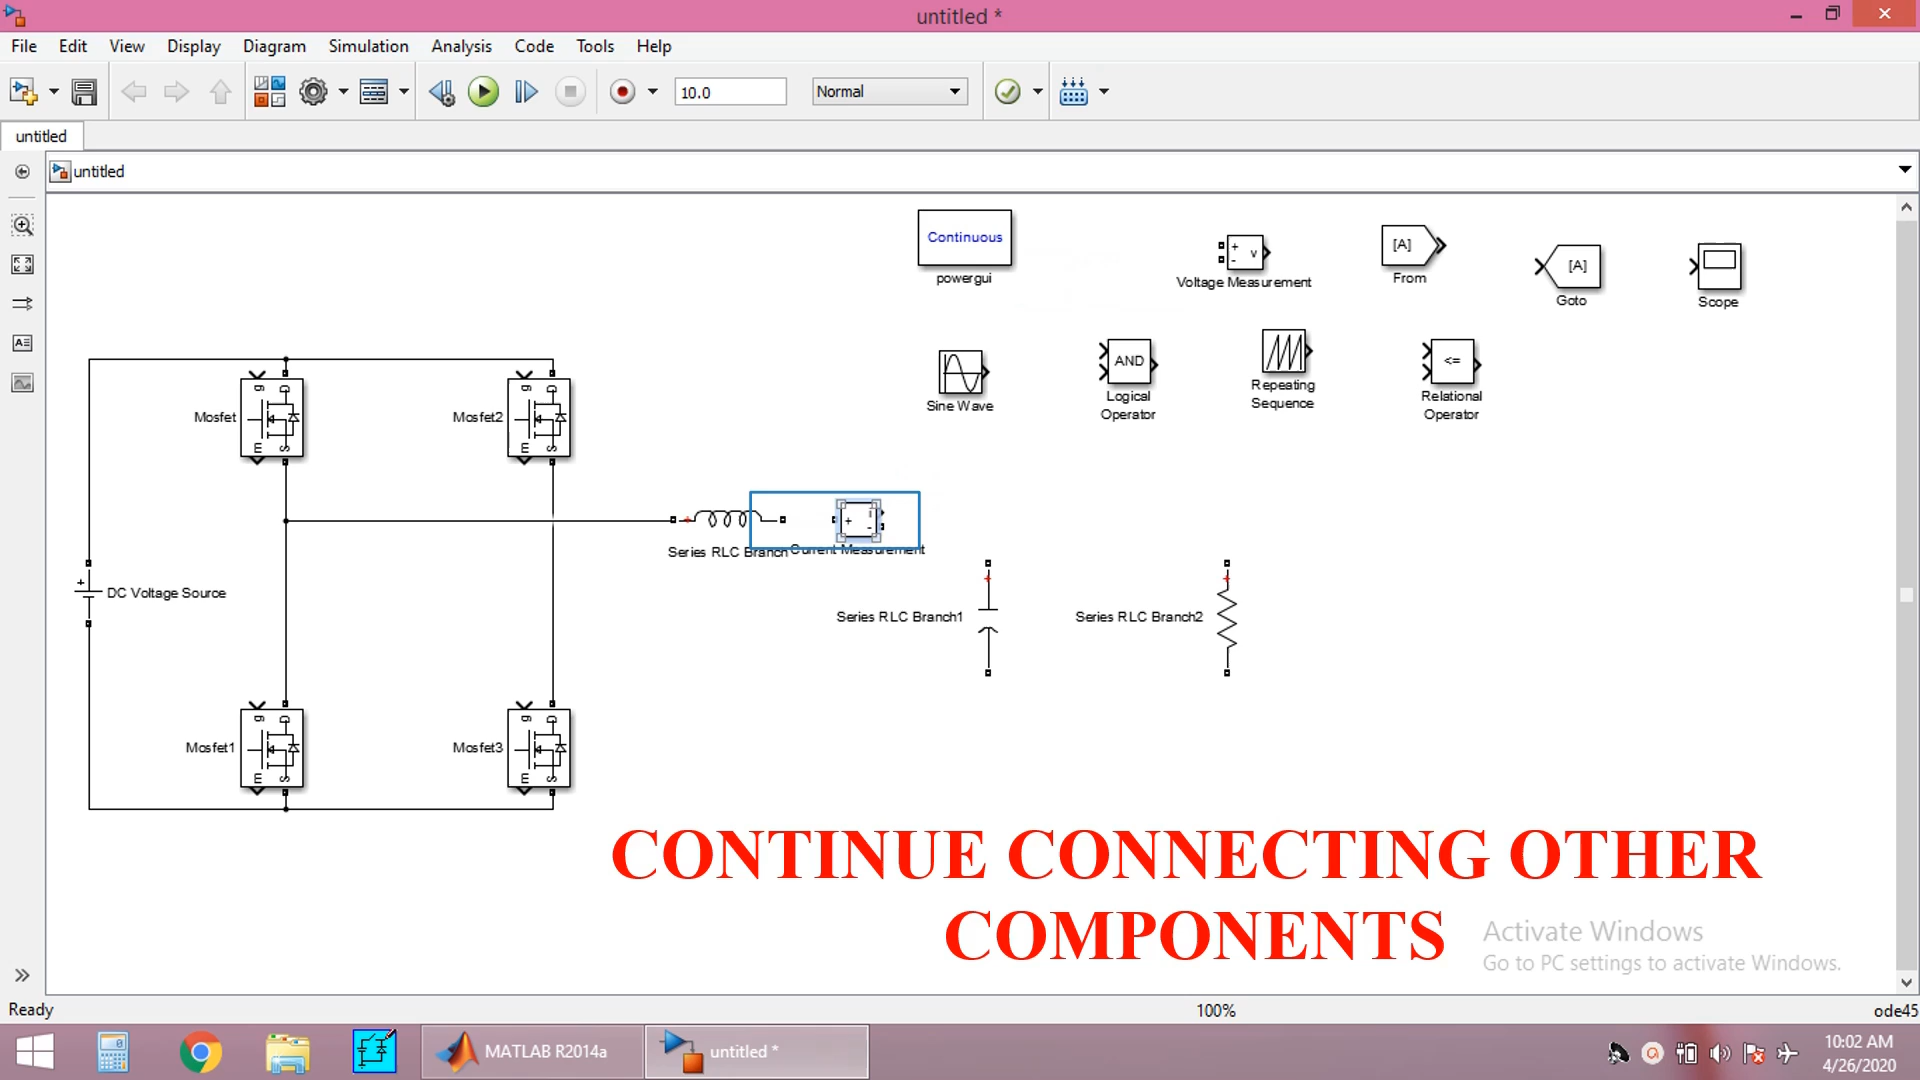 untitled *
File Edit View Display Diagram Simulation Analysis Code Tools Help
10.0 Normal
untitled
untitled
Continuous
powergui
+
-
v
Voltage Measurement
[A]
From
[A]
Goto
Scope
Sine Wave
AND
Logical
Operator
Repeating
Sequence
<=
Relational
Operator
g D
Mosfet
m S
g D
Mosfet2
m S
+ i
-
Series RLC Branch
Current Measurement
+
DC Voltage Source
+
Series RLC Branch1
+
Series RLC Branch2
g D
Mosfet1
m S
g D
Mosfet3
m S
CONTINUE CONNECTING OTHER
COMPONENTS
Activate Windows
Go to PC settings to activate Windows.
Ready 100% ode45
MATLAB R2014a
untitled *
10:02 AM
4/26/2020